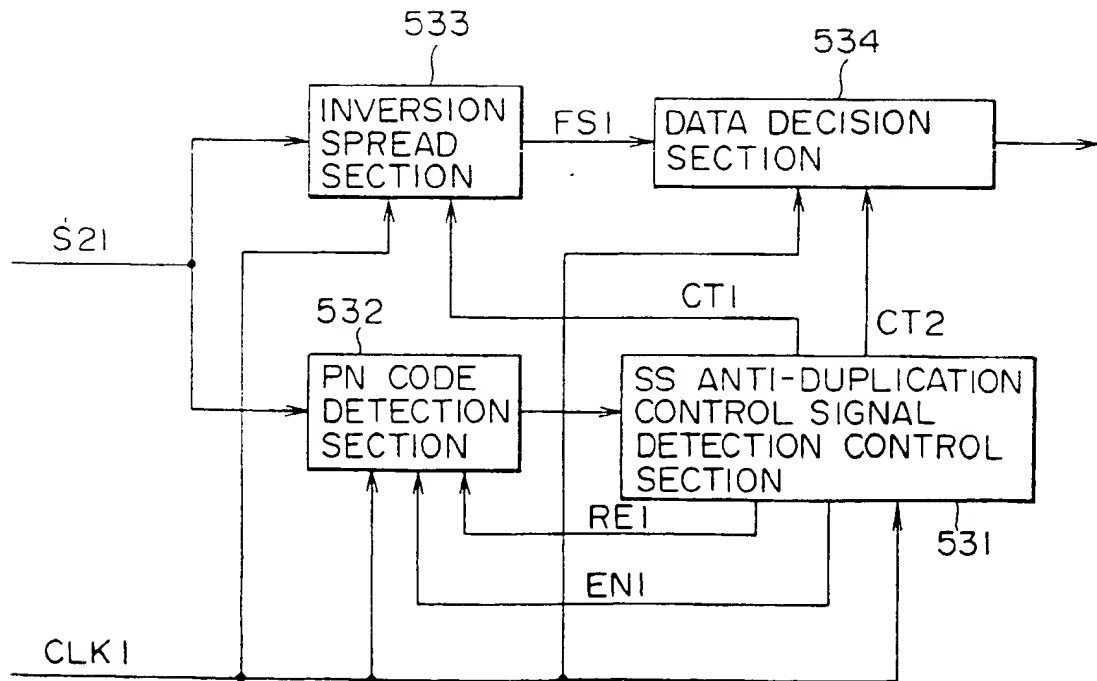 533
534
INVERSION
SPREAD
SECTION
FS1
DATA DECISION
SECTION
S21
CT1
CT2
532
PN CODE
DETECTION
SECTION
SS ANTI-DUPLICATION
CONTROL SIGNAL
DETECTION CONTROL
SECTION
RE1
531
EN1
CLK1